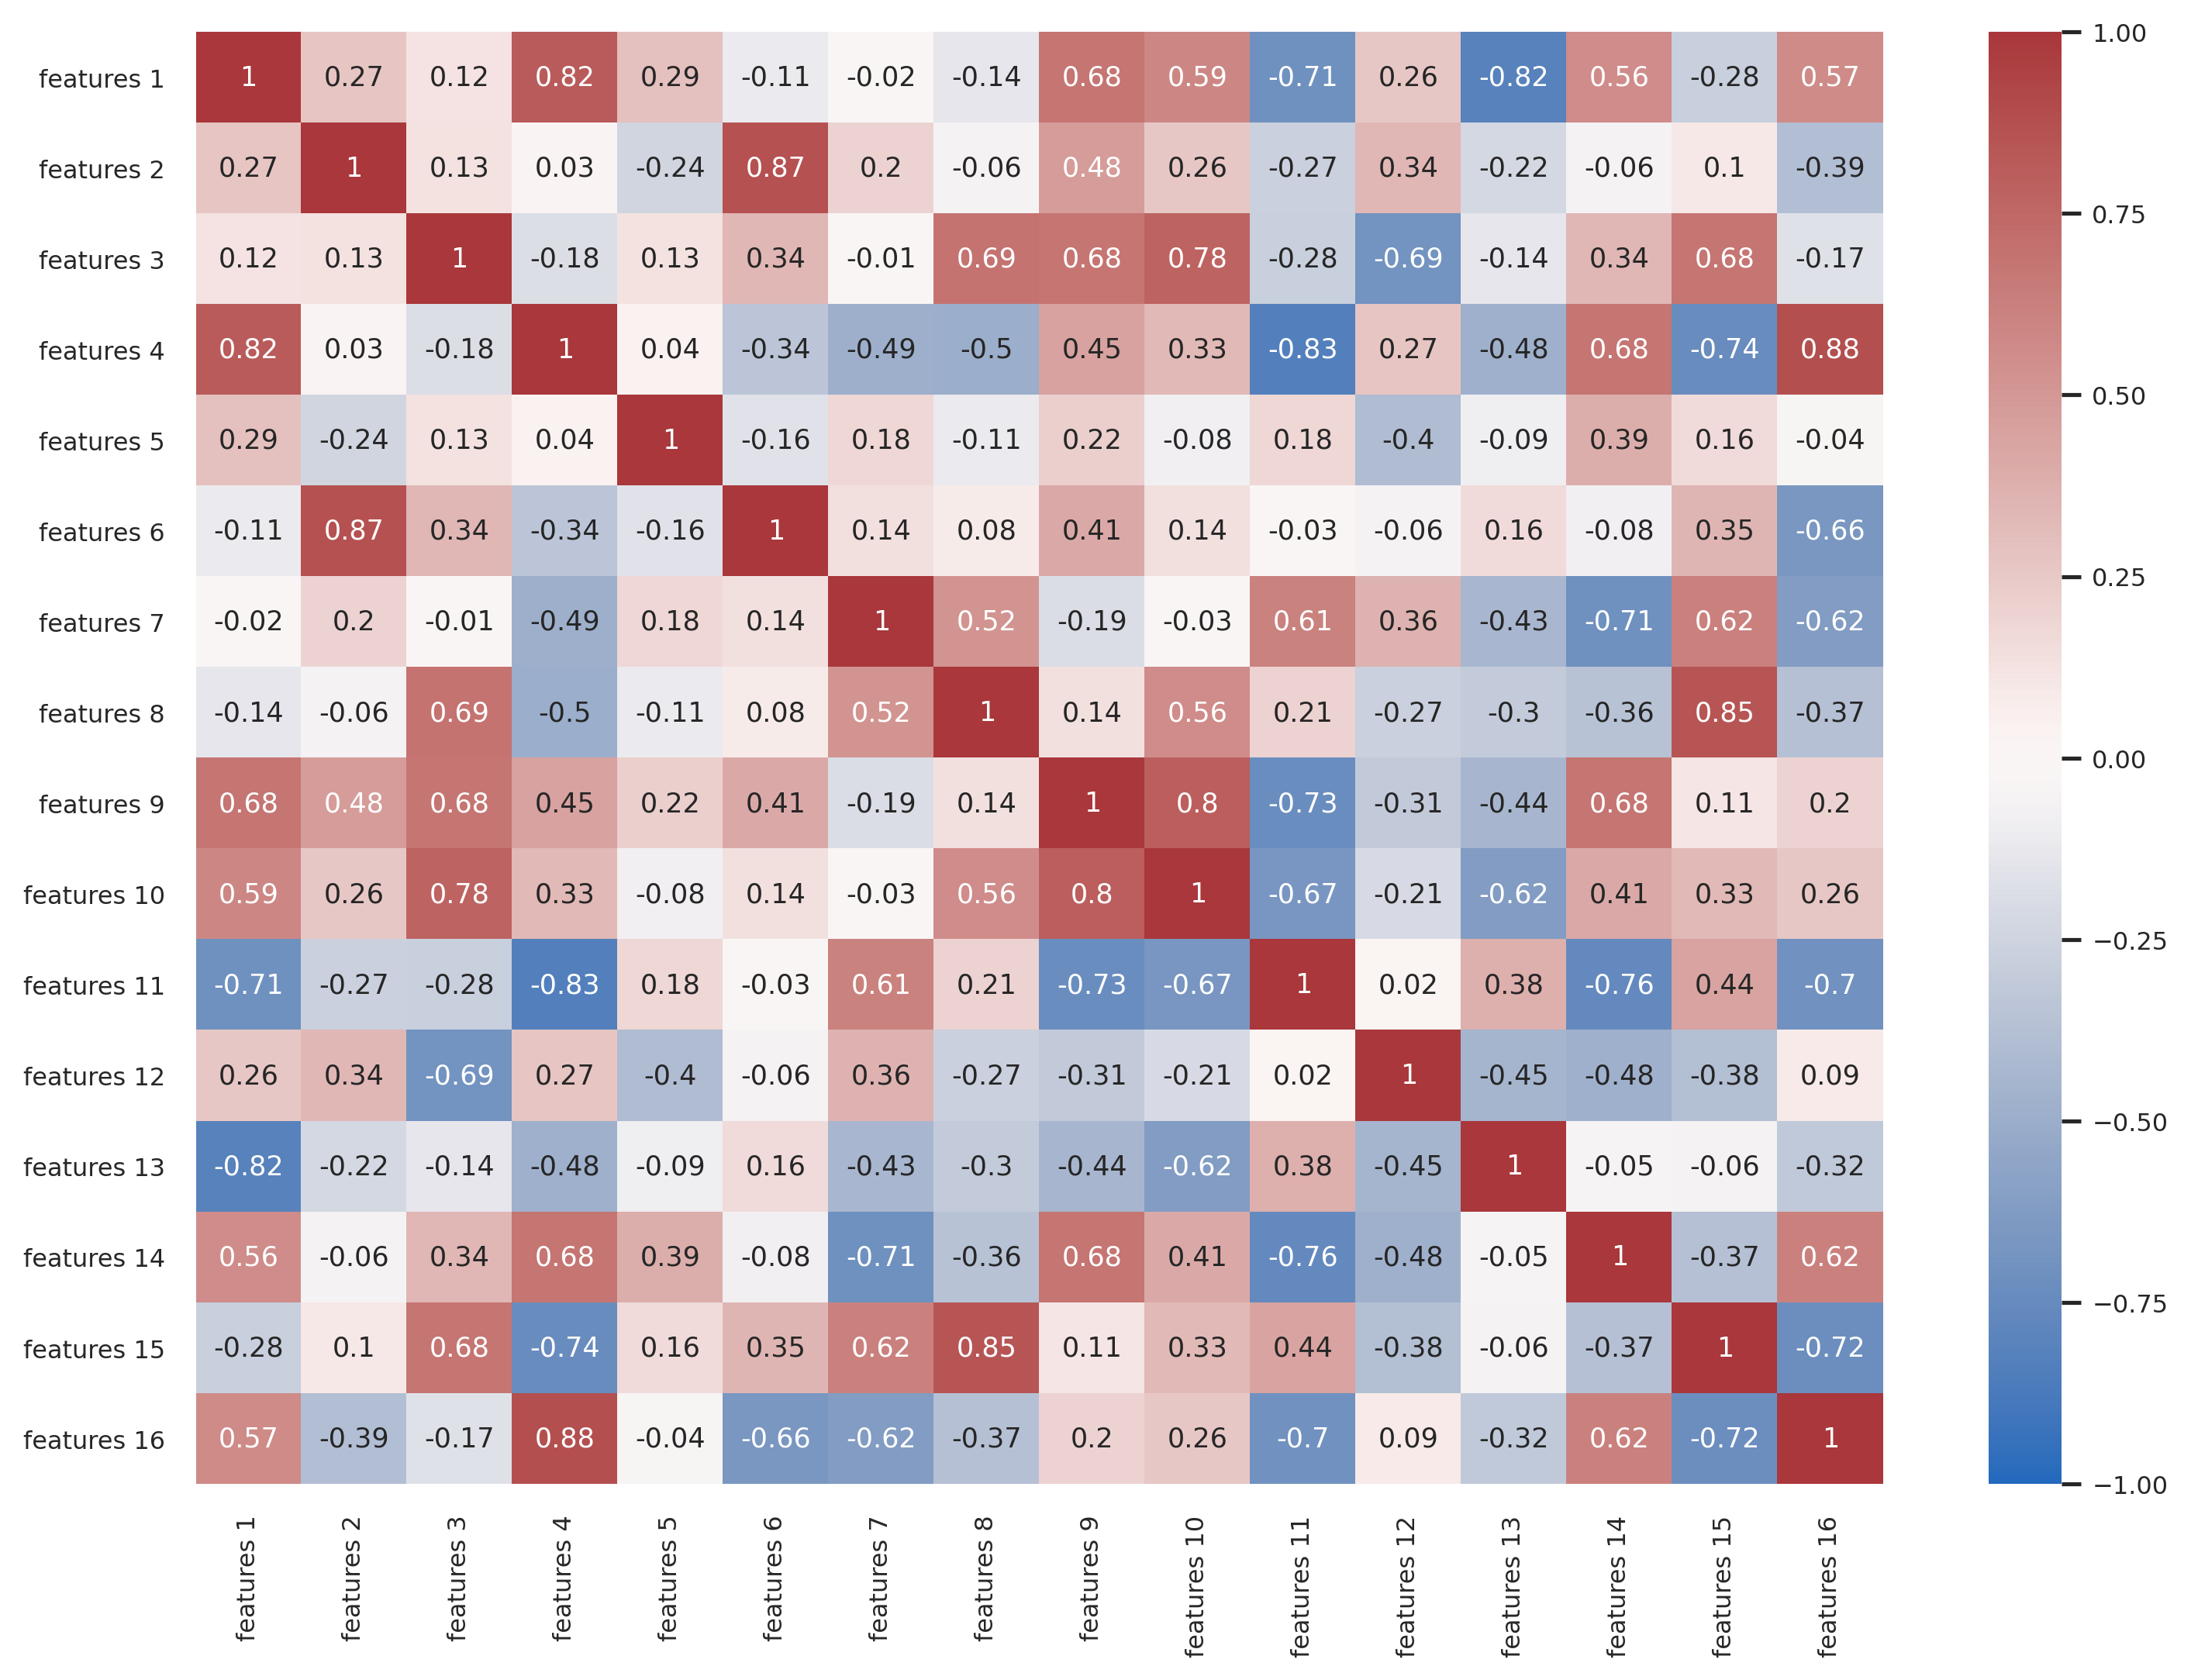 features 1 1 0.27 0.12 0.82 0.29 -0.11 -0.02 -0.14 0.68 0.59 -0.71 0.26 -0.82 0.56 -0.28 0.57
features 2 0.27 1 0.13 0.03 -0.24 0.87 0.2 -0.06 0.48 0.26 -0.27 0.34 -0.22 -0.06 0.1 -0.39
features 3 0.12 0.13 1 -0.18 0.13 0.34 -0.01 0.69 0.68 0.78 -0.28 -0.69 -0.14 0.34 0.68 -0.17
features 4 0.82 0.03 -0.18 1 0.04 -0.34 -0.49 -0.5 0.45 0.33 -0.83 0.27 -0.48 0.68 -0.74 0.88
features 5 0.29 -0.24 0.13 0.04 1 -0.16 0.18 -0.11 0.22 -0.08 0.18 -0.4 -0.09 0.39 0.16 -0.04
features 6 -0.11 0.87 0.34 -0.34 -0.16 1 0.14 0.08 0.41 0.14 -0.03 -0.06 0.16 -0.08 0.35 -0.66
features 7 -0.02 0.2 -0.01 -0.49 0.18 0.14 1 0.52 -0.19 -0.03 0.61 0.36 -0.43 -0.71 0.62 -0.62
features 8 -0.14 -0.06 0.69 -0.5 -0.11 0.08 0.52 1 0.14 0.56 0.21 -0.27 -0.3 -0.36 0.85 -0.37
features 9 0.68 0.48 0.68 0.45 0.22 0.41 -0.19 0.14 1 0.8 -0.73 -0.31 -0.44 0.68 0.11 0.2
features 10 0.59 0.26 0.78 0.33 -0.08 0.14 -0.03 0.56 0.8 1 -0.67 -0.21 -0.62 0.41 0.33 0.26
features 11 -0.71 -0.27 -0.28 -0.83 0.18 -0.03 0.61 0.21 -0.73 -0.67 1 0.02 0.38 -0.76 0.44 -0.7
features 12 0.26 0.34 -0.69 0.27 -0.4 -0.06 0.36 -0.27 -0.31 -0.21 0.02 1 -0.45 -0.48 -0.38 0.09
features 13 -0.82 -0.22 -0.14 -0.48 -0.09 0.16 -0.43 -0.3 -0.44 -0.62 0.38 -0.45 1 -0.05 -0.06 -0.32
features 14 0.56 -0.06 0.34 0.68 0.39 -0.08 -0.71 -0.36 0.68 0.41 -0.76 -0.48 -0.05 1 -0.37 0.62
features 15 -0.28 0.1 0.68 -0.74 0.16 0.35 0.62 0.85 0.11 0.33 0.44 -0.38 -0.06 -0.37 1 -0.72
features 16 0.57 -0.39 -0.17 0.88 -0.04 -0.66 -0.62 -0.37 0.2 0.26 -0.7 0.09 -0.32 0.62 -0.72 1
features 1
features 2
features 3
features 4
features 5
features 6
features 7
features 8
features 9
features 10
features 11
features 12
features 13
features 14
features 15
features 16
1.00
0.75
0.50
0.25
0.00
−0.25
−0.50
−0.75
−1.00